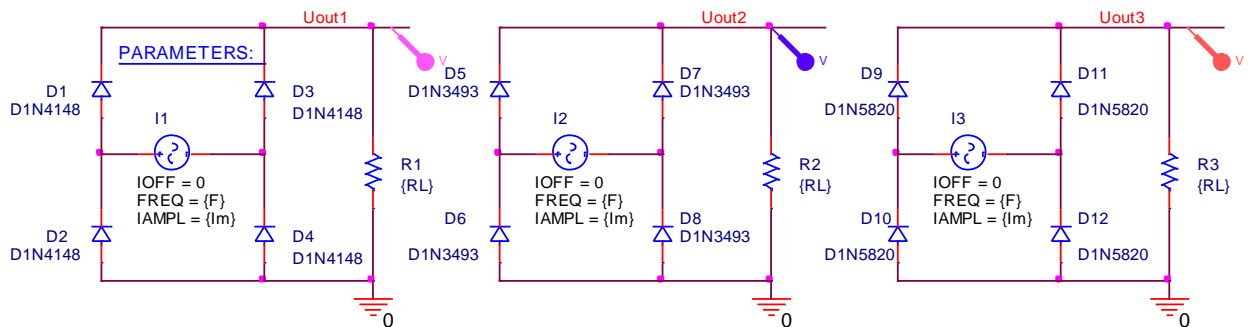 Uout1
PARAMETERS:
D1
D1N4148
D3
D1N4148
I1
IOFF = 0
FREQ = {F}
IAMPL = {Im}
R1
{RL}
D2
D1N4148
D4
D1N4148
V
0
Uout2
D5
D1N3493
D7
D1N3493
I2
IOFF = 0
FREQ = {F}
IAMPL = {Im}
R2
{RL}
D6
D1N3493
D8
D1N3493
V
0
Uout3
D9
D1N5820
D11
D1N5820
I3
IOFF = 0
FREQ = {F}
IAMPL = {Im}
R3
{RL}
D10
D1N5820
D12
D1N5820
V
0